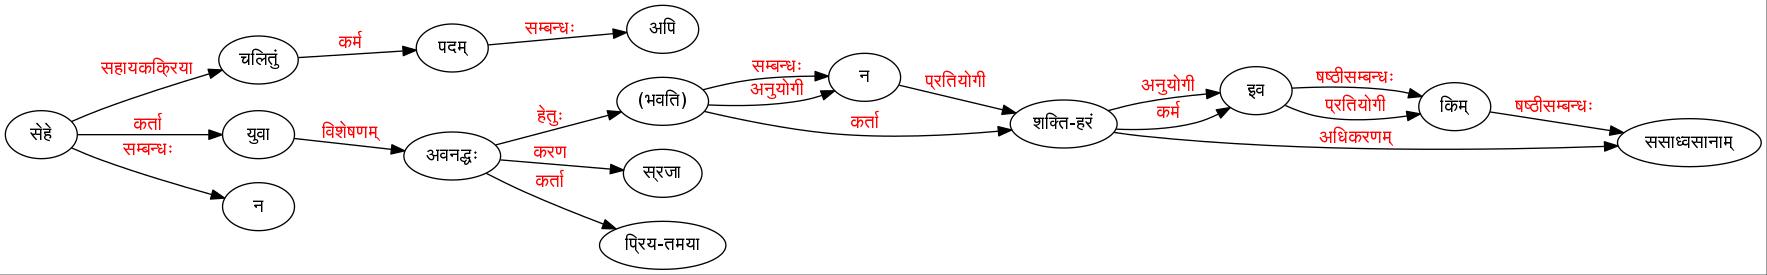 सेहे
सहायकक्रिया
चलितुं
कर्म
पदम्
सम्बन्धः
अपि
कर्ता
युवा
विशेषणम्
अवनद्धः
हेतुः
(भवति)
सम्बन्धः
अनुयोगी
न
प्रतियोगी
कर्ता
शक्ति-हरं
अनुयोगी
कर्म
इव
षष्ठीसम्बन्धः
प्रतियोगी
किम्
षष्ठीसम्बन्धः
अधिकरणम्
ससाध्वसानाम्
करण
स्रजा
कर्ता
प्रिय-तमया
सम्बन्धः
न